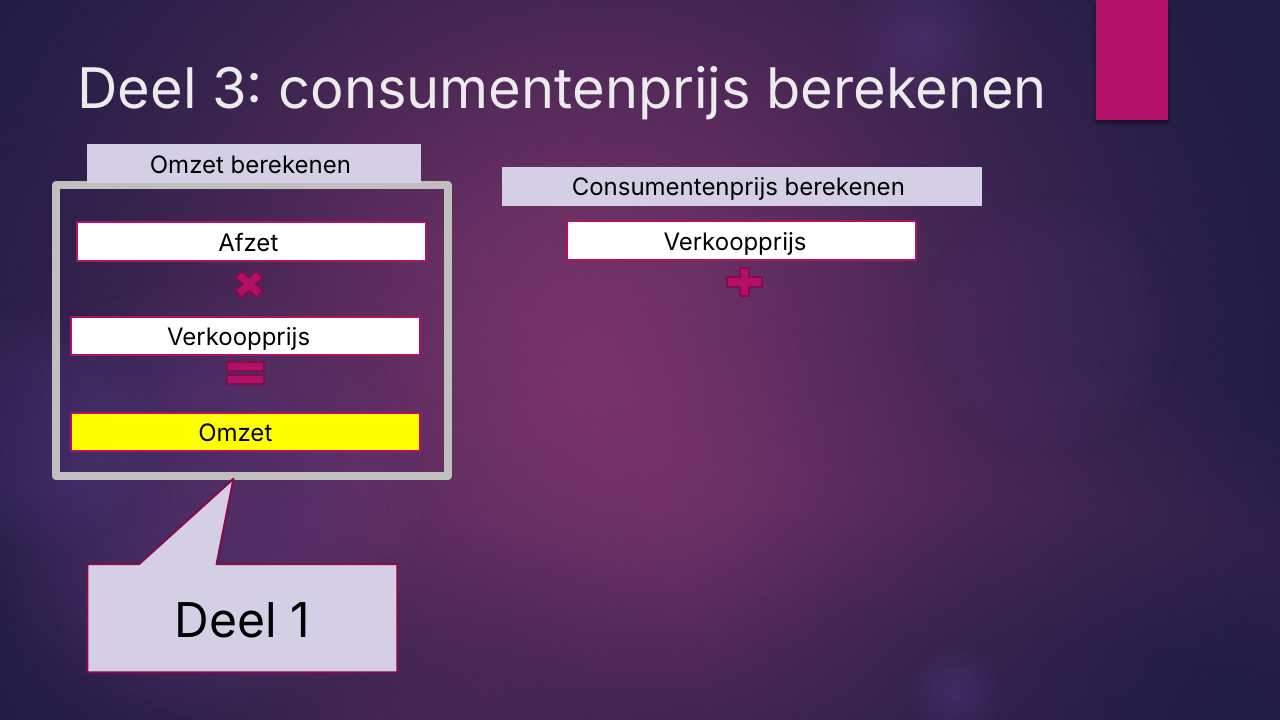 Deel 3: consumentenprijs berekenen
Omzet berekenen
Afzet
Verkoopprijs
Omzet
Deel 1
Consumentenprijs berekenen
Verkoopprijs